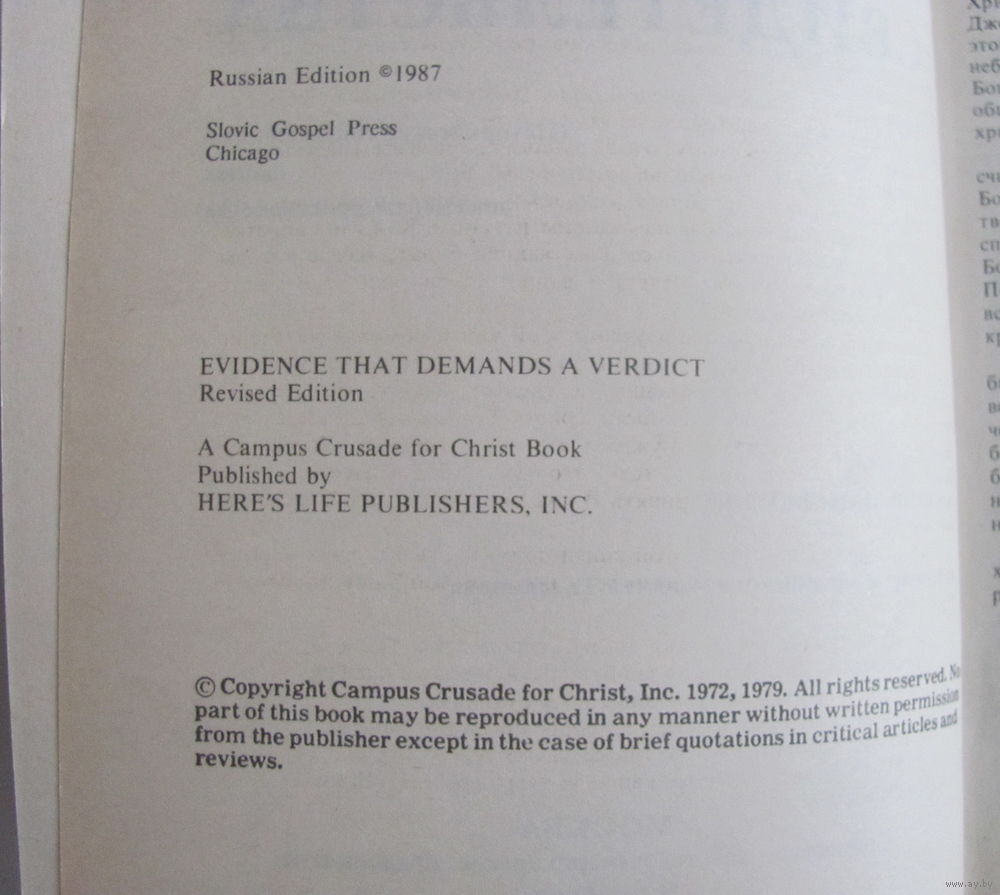 Russian Edition ©1987
Slovic Gospel Press
Chicago
EVIDENCE THAT DEMANDS A VERDICT
Revised Edition
A Campus Crusade for Christ Book
Published by
HERE'S LIFE PUBLISHERS, INC.
© Copyright Campus Crusade for Christ, Inc. 1972, 1979. All rights reserved. No
part of this book may be reproduced in any manner without written permission
from the publisher except in the case of brief quotations in critical articles and
reviews.
www.ay.by